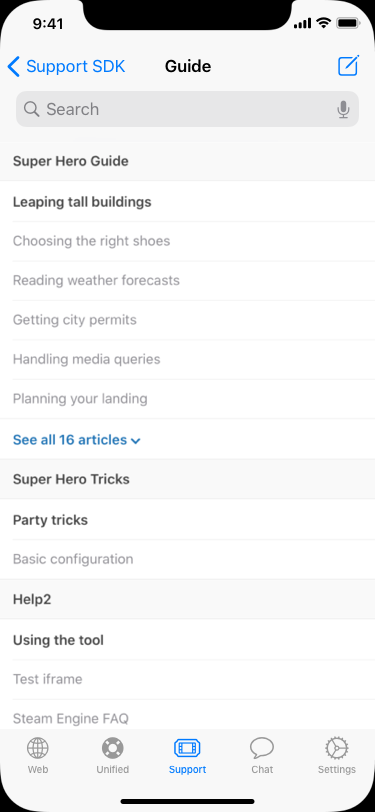 9:41
Support SDK
Guide
Search
Super Hero Guide
Leaping tall buildings
Choosing the right shoes
Reading weather forecasts
Getting city permits
Handling media queries
Planning your landing
See all 16 articles
Super Hero Tricks
Party tricks
Basic configuration
Help2
Using the tool
Test iframe
Steam Engine FAQ
Web
Unified
Support
Chat
Settings